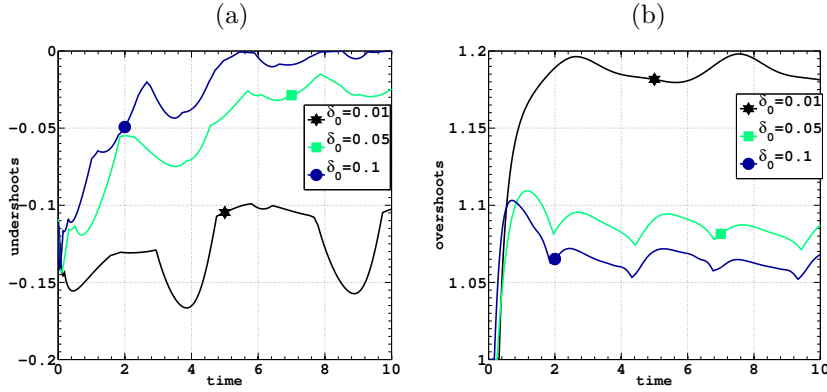 (a)
(b)
0
−0.05
−0.1
−0.15
−0.2
undershoots
0 2 4 6 8 10
time
δ0=0.01
δ0=0.05
δ0=0.1
1.2
1.15
1.1
1.05
1
overshoots
0 2 4 6 8 10
time
δ0=0.01
δ0=0.05
δ0=0.1